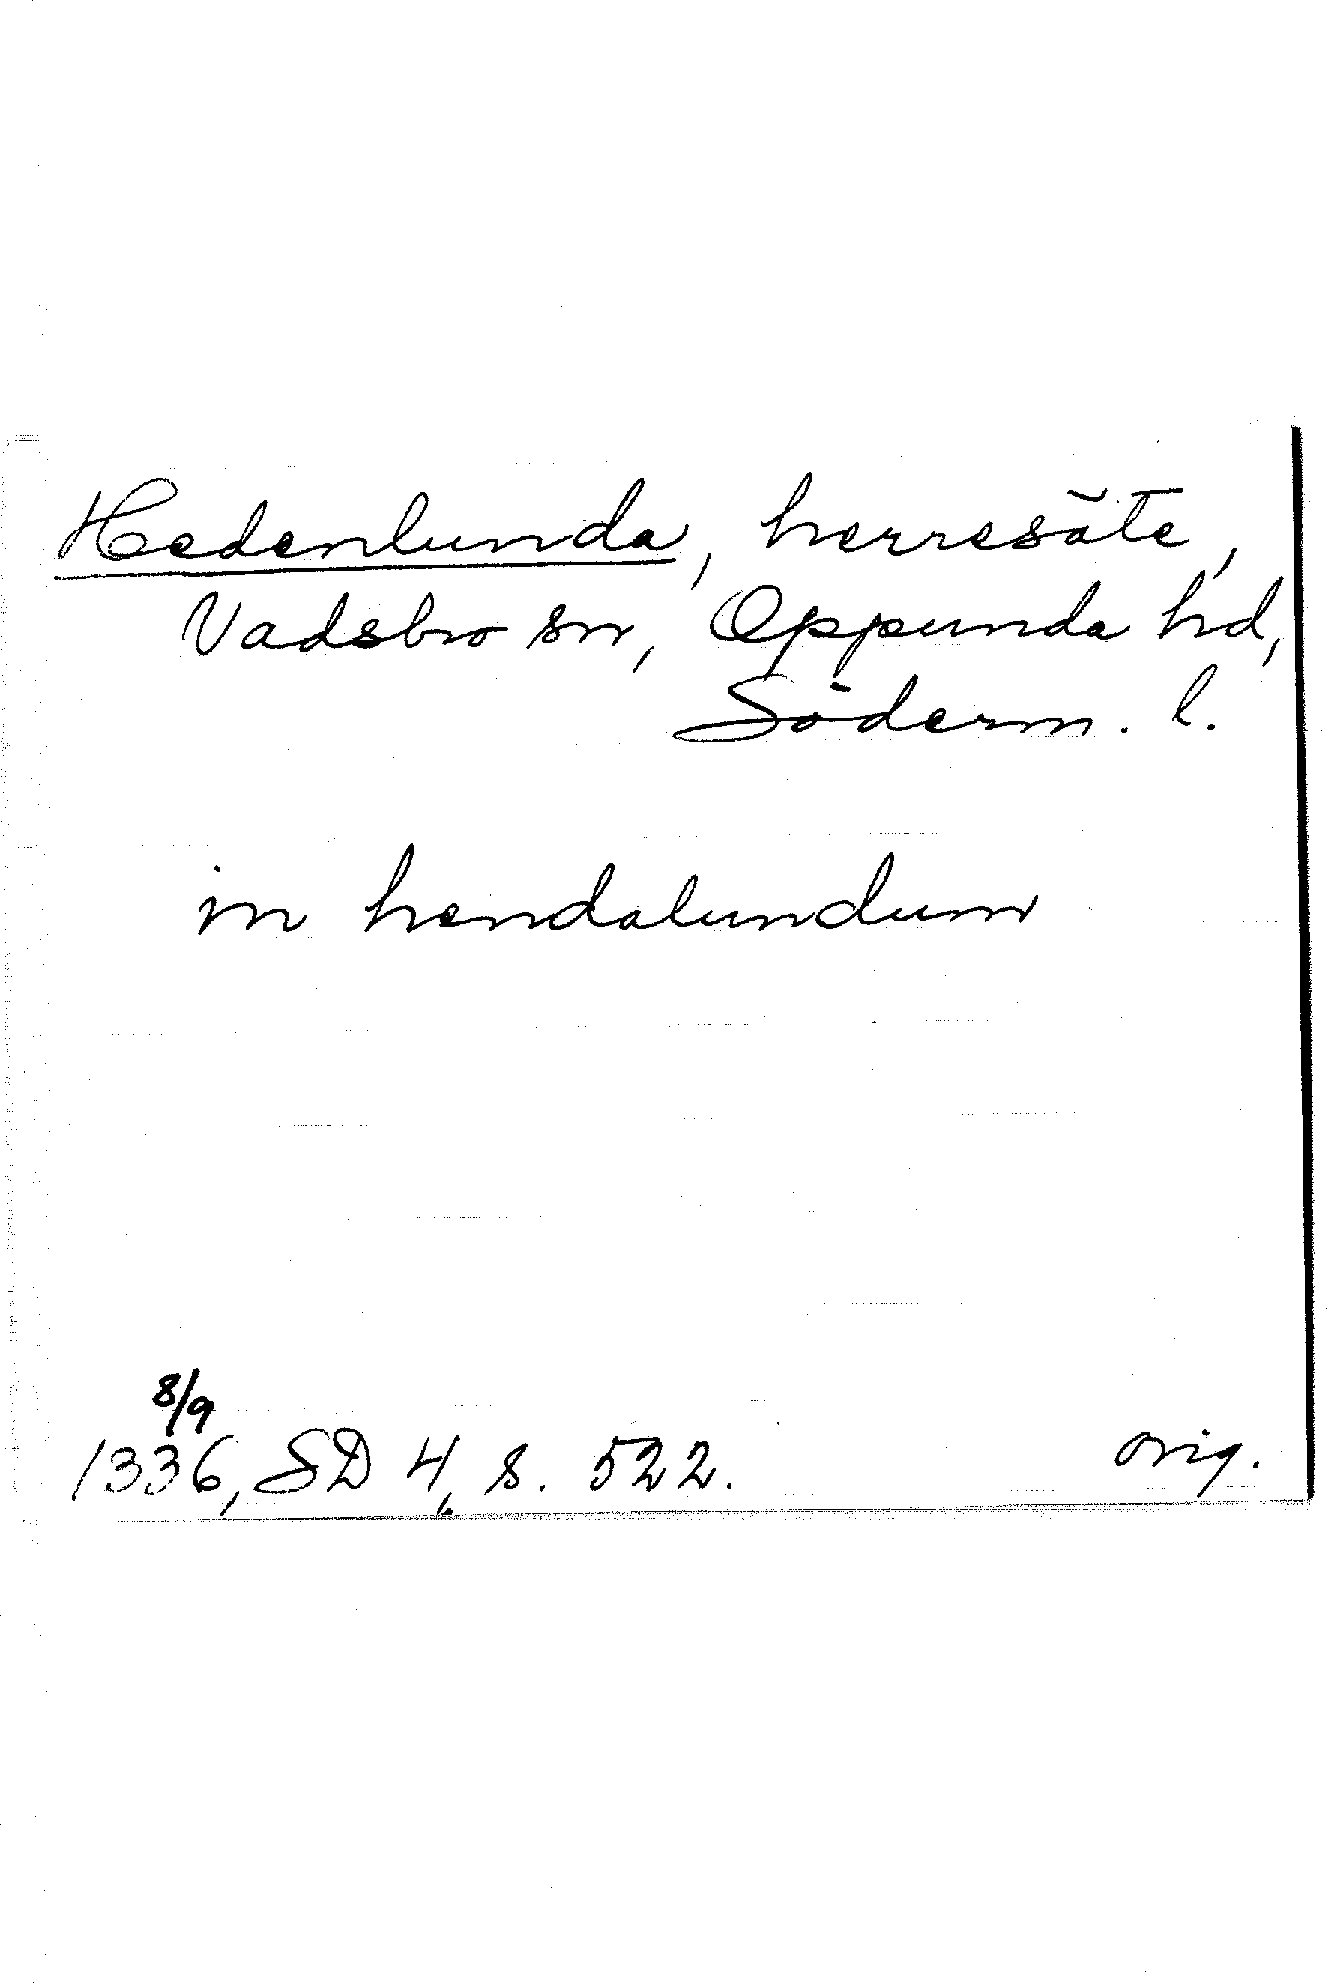 Hedenlunda, herresäte,
Vadsbro sn, Oppunda hd,
Söderm. l.
in hendalundum
8/9
1336, SD 4, s. 522. orig.